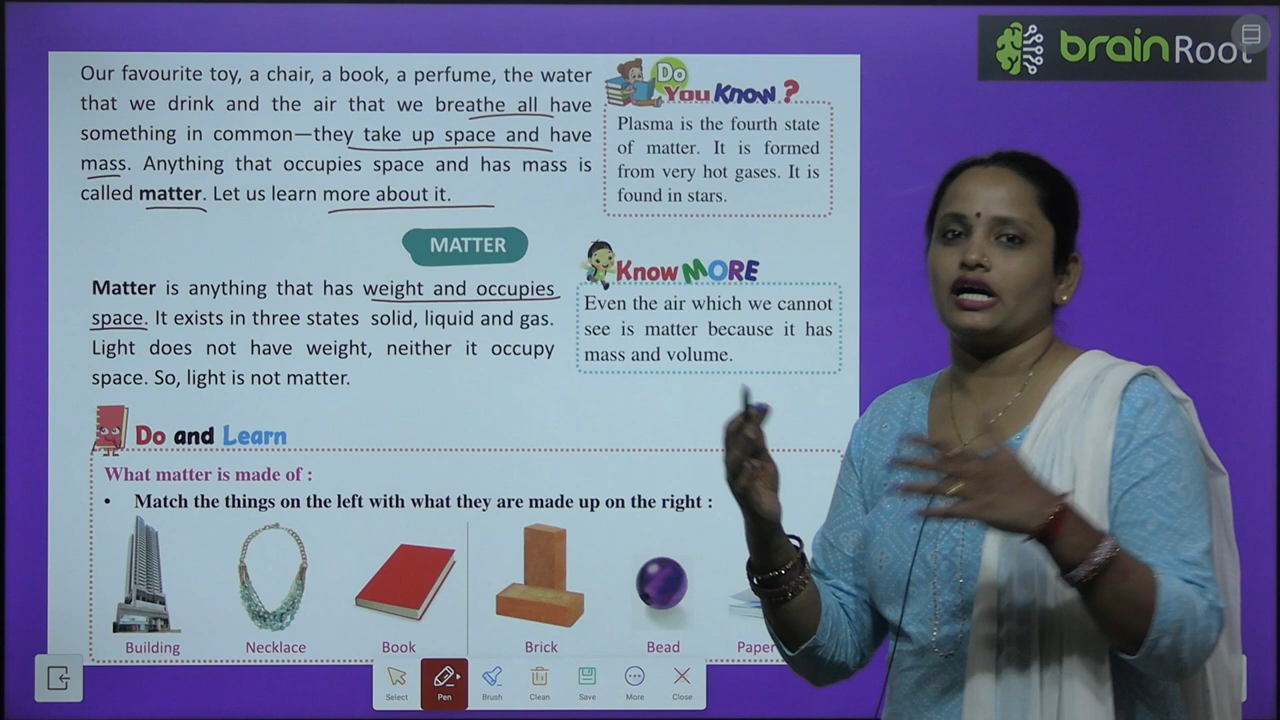 brainRoot
Our favourite toy, a chair, a book, a perfume, the water
that we drink and the air that we breathe all have
something in common—they take up space and have
mass. Anything that occupies space and has mass is
called matter. Let us learn more about it.
Do
You Know ?
Plasma is the fourth state
of matter. It is formed
from very hot gases. It is
found in stars.
MATTER
Matter is anything that has weight and occupies
space. It exists in three states solid, liquid and gas.
Light does not have weight, neither it occupy
space. So, light is not matter.
Know MORE
Even the air which we cannot
see is matter because it has
mass and volume.
Do and Learn
What matter is made of :
• Match the things on the left with what they are made up on the right :
Building Necklace Book Brick Bead Paper
Select Pen Brush Clean Save More Close